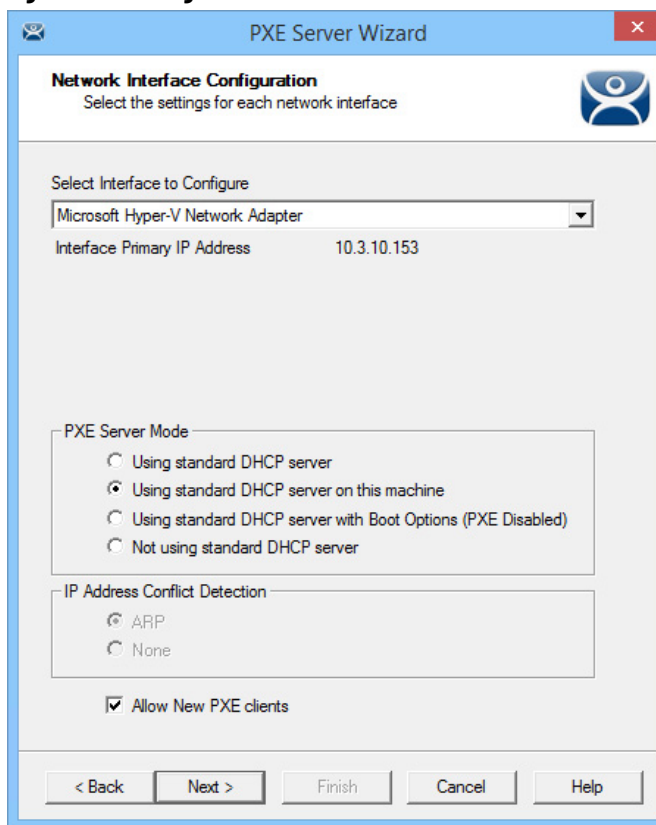 PXE Server Wizard
Network Interface Configuration
Select the settings for each network interface
Select Interface to Configure
Microsoft Hyper-V Network Adapter
Interface Primary IP Address 10.3.10.153
PXE Server Mode
Using standard DHCP server
Using standard DHCP server on this machine
Using standard DHCP server with Boot Options (PXE Disabled)
Not using standard DHCP server
IP Address Conflict Detection
ARP
None
Allow New PXE clients
< Back Next > Finish Cancel Help